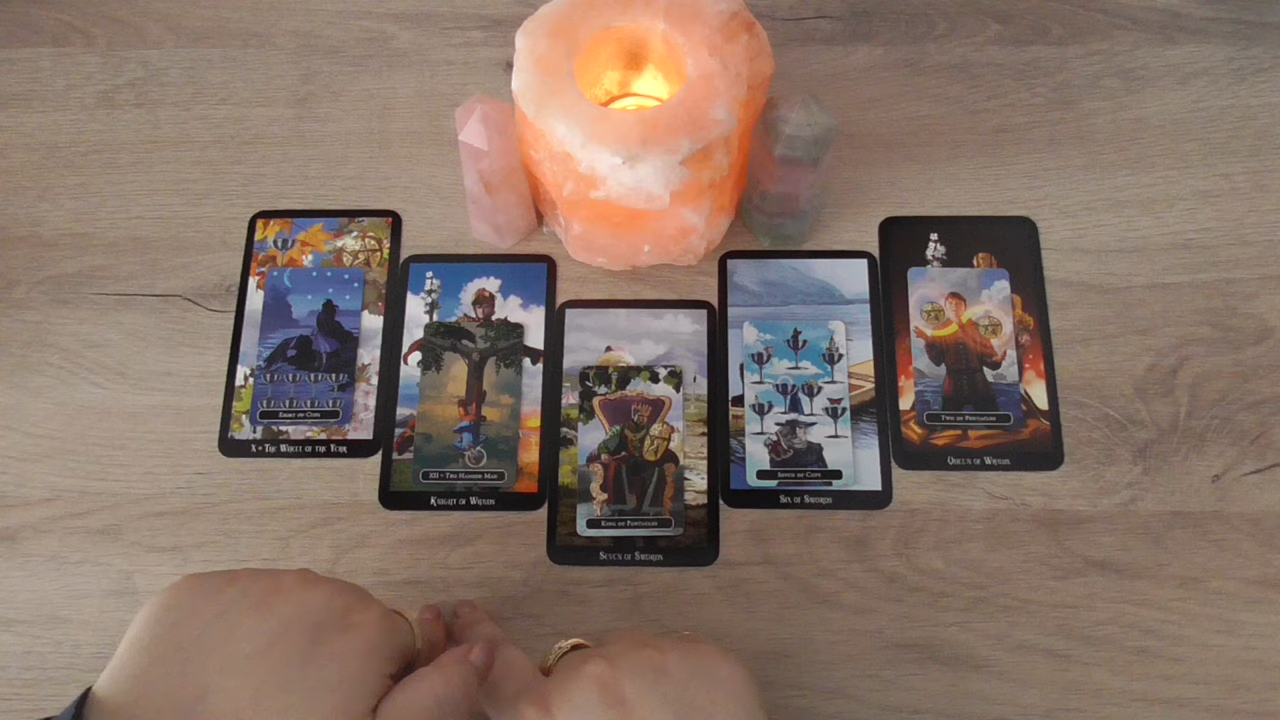 Eight of Cups
X • The Wheel of the Year
XII • The Hanged Man
Knight of Wands
King of Pentacles
Seven of Swords
Seven of Cups
Six of Swords
Two of Pentacles
Queen of Wands